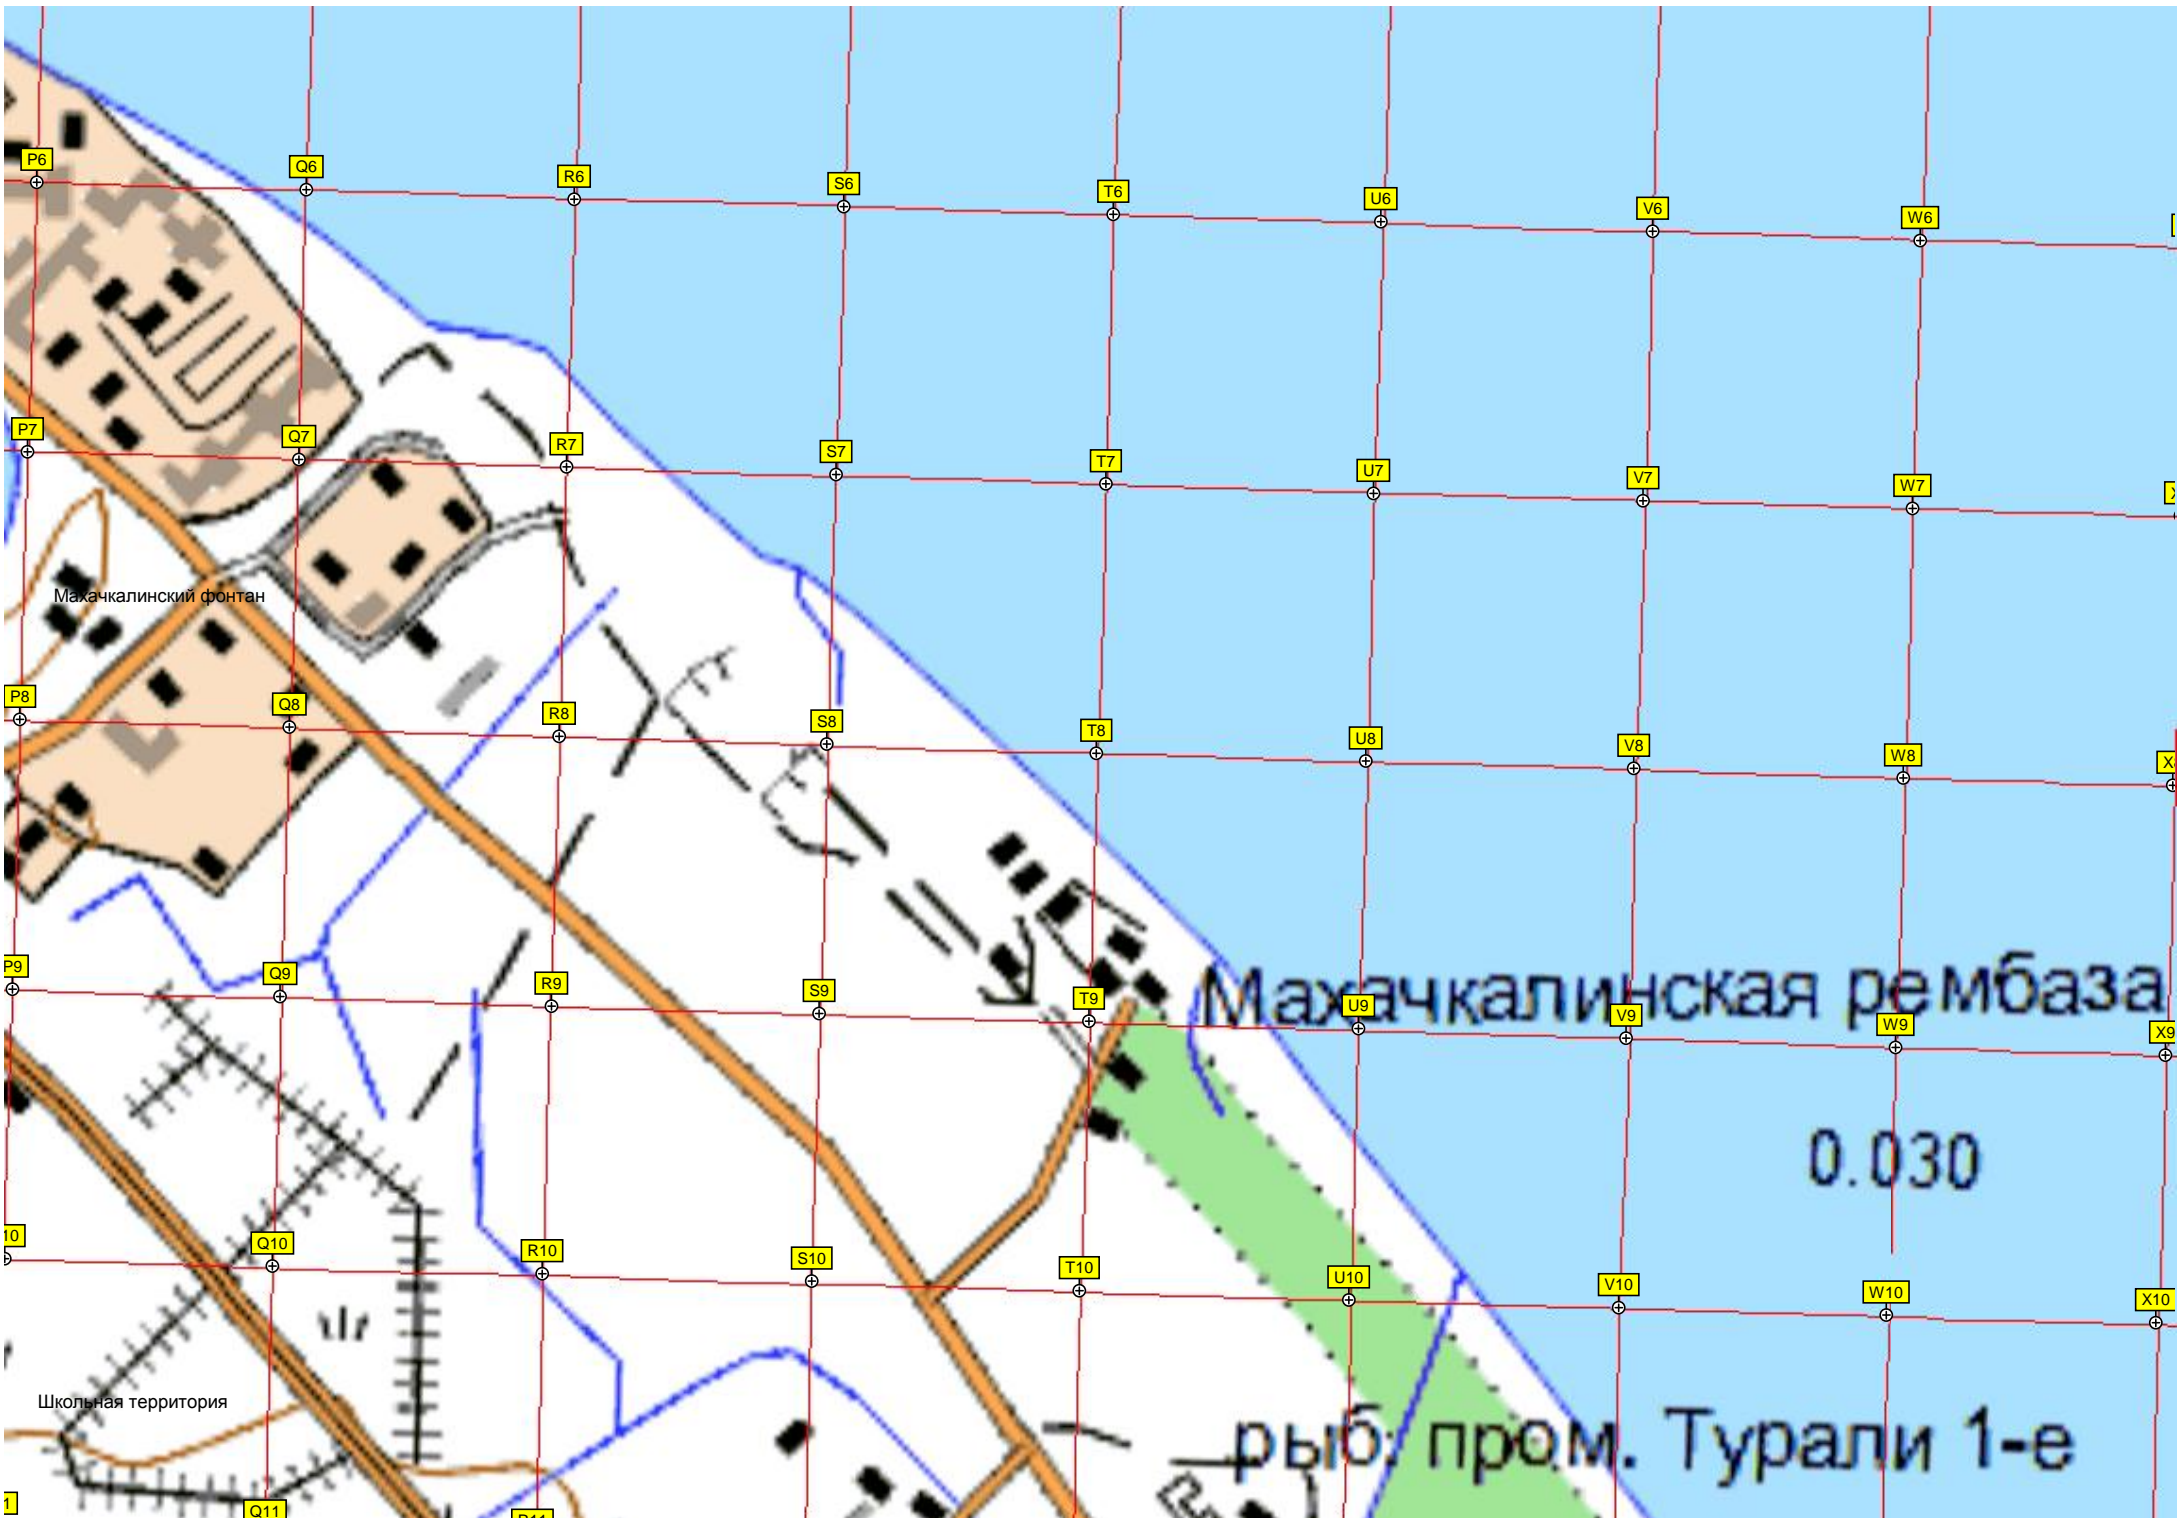 P6 Q6 R6 S6 T6 U6 V6 W6
P7 Q7 R7 S7 T7 U7 V7 W7
Махачкалинский фонтан
P8 Q8 R8 S8 T8 U8 V8 W8
P9 Q9 R9 S9 T9 U9 V9 W9 X9
Махачкалинская рембаза
0.030
10 Q10 R10 S10 T10 U10 V10 W10 X10
Школьная территория
рыб. пром. Турали 1-е
1 Q11 R11